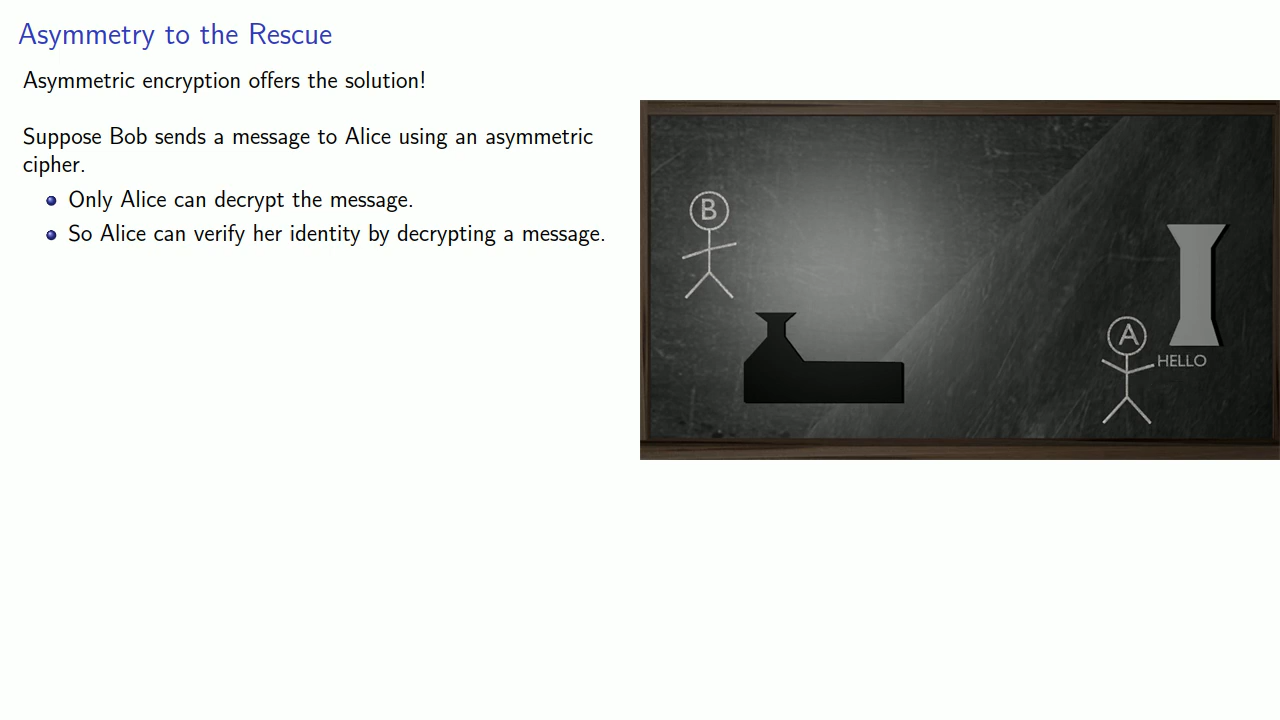 Asymmetry to the Rescue
Asymmetric encryption offers the solution!
Suppose Bob sends a message to Alice using an asymmetric
cipher.
Only Alice can decrypt the message.
So Alice can verify her identity by decrypting a message.
B
A
HELLO